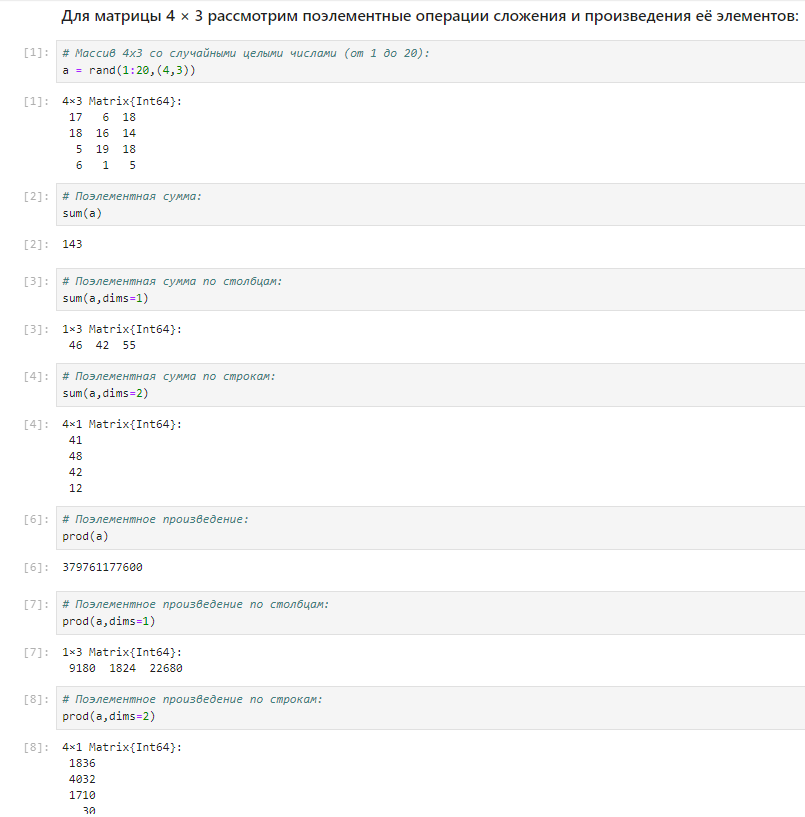 Для матрицы 4 × 3 рассмотрим поэлементные операции сложения и произведения её элементов:
[1]: # Массив 4x3 со случайными целыми числами (от 1 до 20):
a = rand(1:20,(4,3))
[1]: 4×3 Matrix{Int64}:
17 6 18
18 16 14
5 19 18
6 1 5
[2]: # Поэлементная сумма:
sum(a)
[2]: 143
[3]: # Поэлементная сумма по столбцам:
sum(a,dims=1)
[3]: 1×3 Matrix{Int64}:
46 42 55
[4]: # Поэлементная сумма по строкам:
sum(a,dims=2)
[4]: 4×1 Matrix{Int64}:
41
48
42
12
[6]: # Поэлементное произведение:
prod(a)
[6]: 379761177600
[7]: # Поэлементное произведение по столбцам:
prod(a,dims=1)
[7]: 1×3 Matrix{Int64}:
9180 1824 22680
[8]: # Поэлементное произведение по строкам:
prod(a,dims=2)
[8]: 4×1 Matrix{Int64}:
1836
4032
1710
30